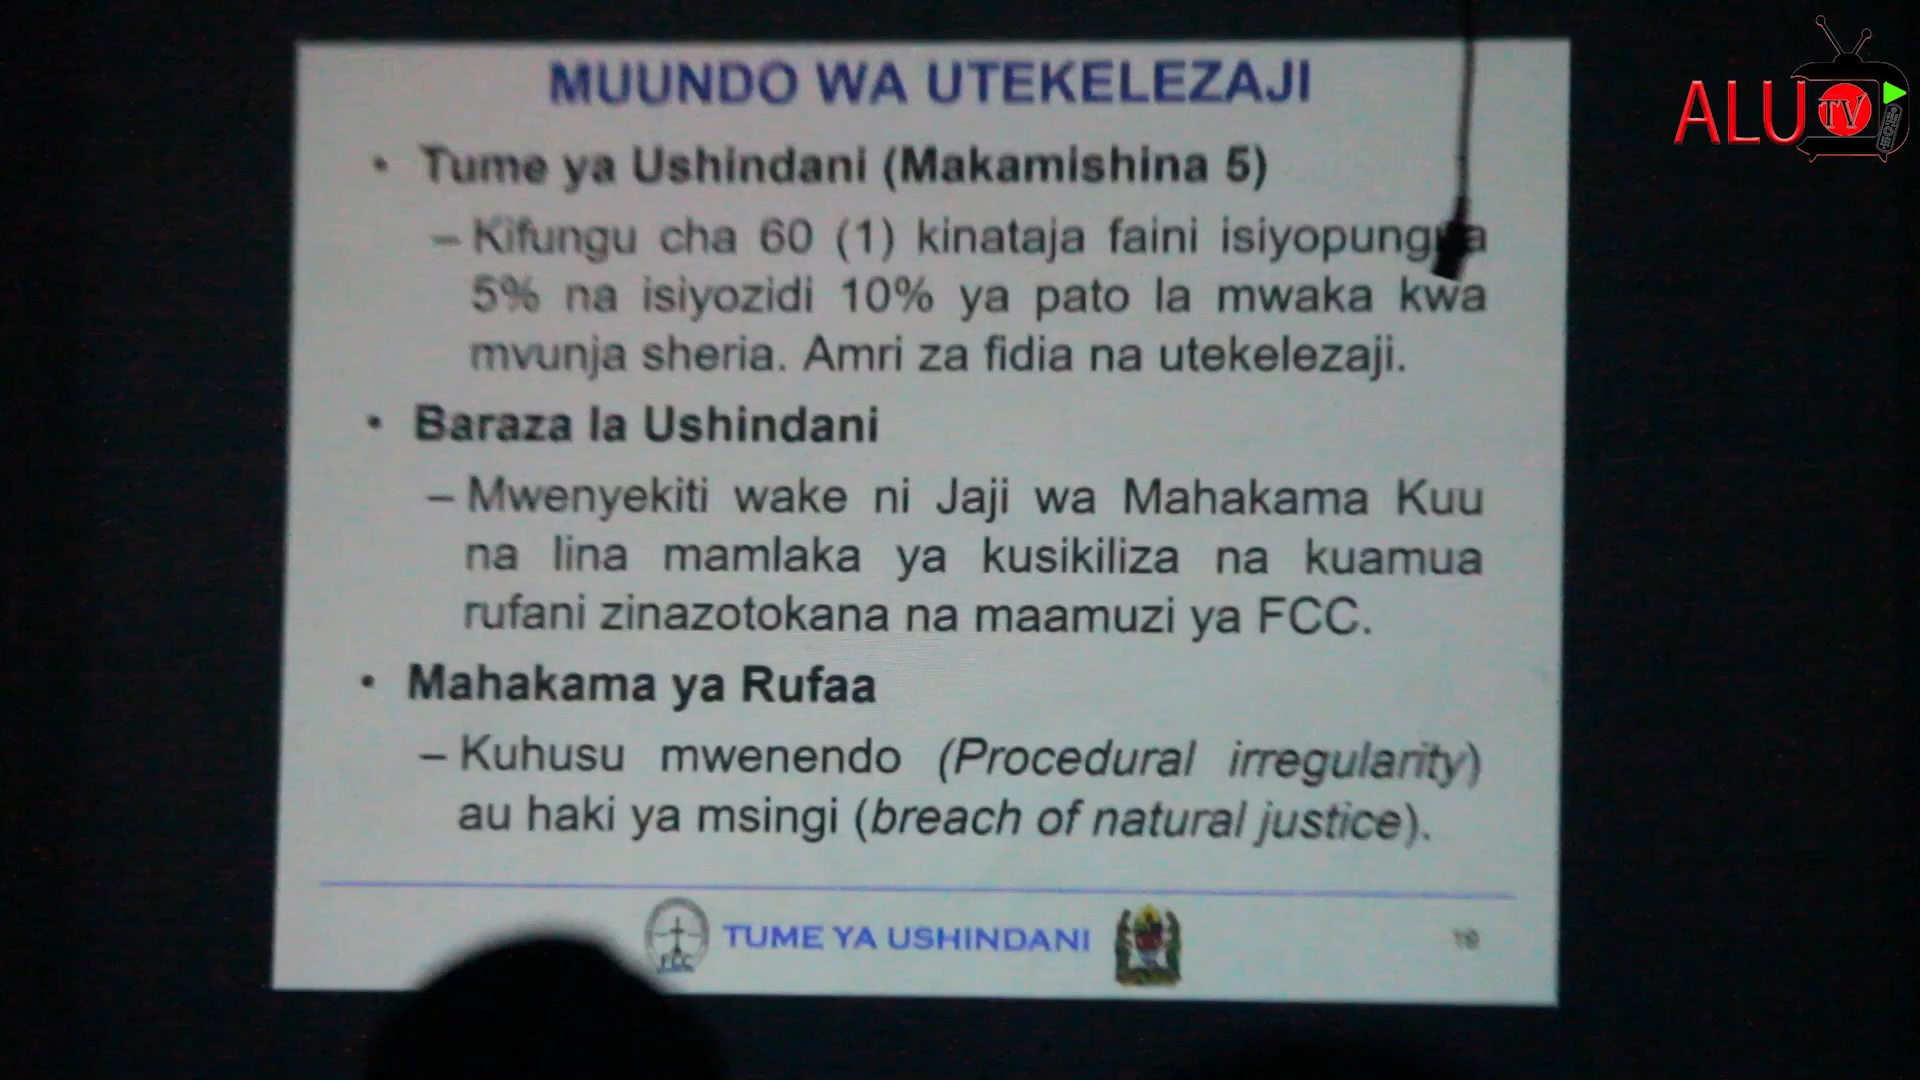 MUUNDO WA UTEKELEZAJI
• Tume ya Ushindani (Makamishina 5)
– Kifungu cha 60 (1) kinataja faini isiyopungua
5% na isiyozidi 10% ya pato la mwaka kwa
mvunja sheria. Amri za fidia na utekelezaji.
• Baraza la Ushindani
– Mwenyekiti wake ni Jaji wa Mahakama Kuu
na lina mamlaka ya kusikiliza na kuamua
rufani zinazotokana na maamuzi ya FCC.
• Mahakama ya Rufaa
– Kuhusu mwenendo (Procedural irregularity)
au haki ya msingi (breach of natural justice).
FCC
TUME YA USHINDANI
ALU TV